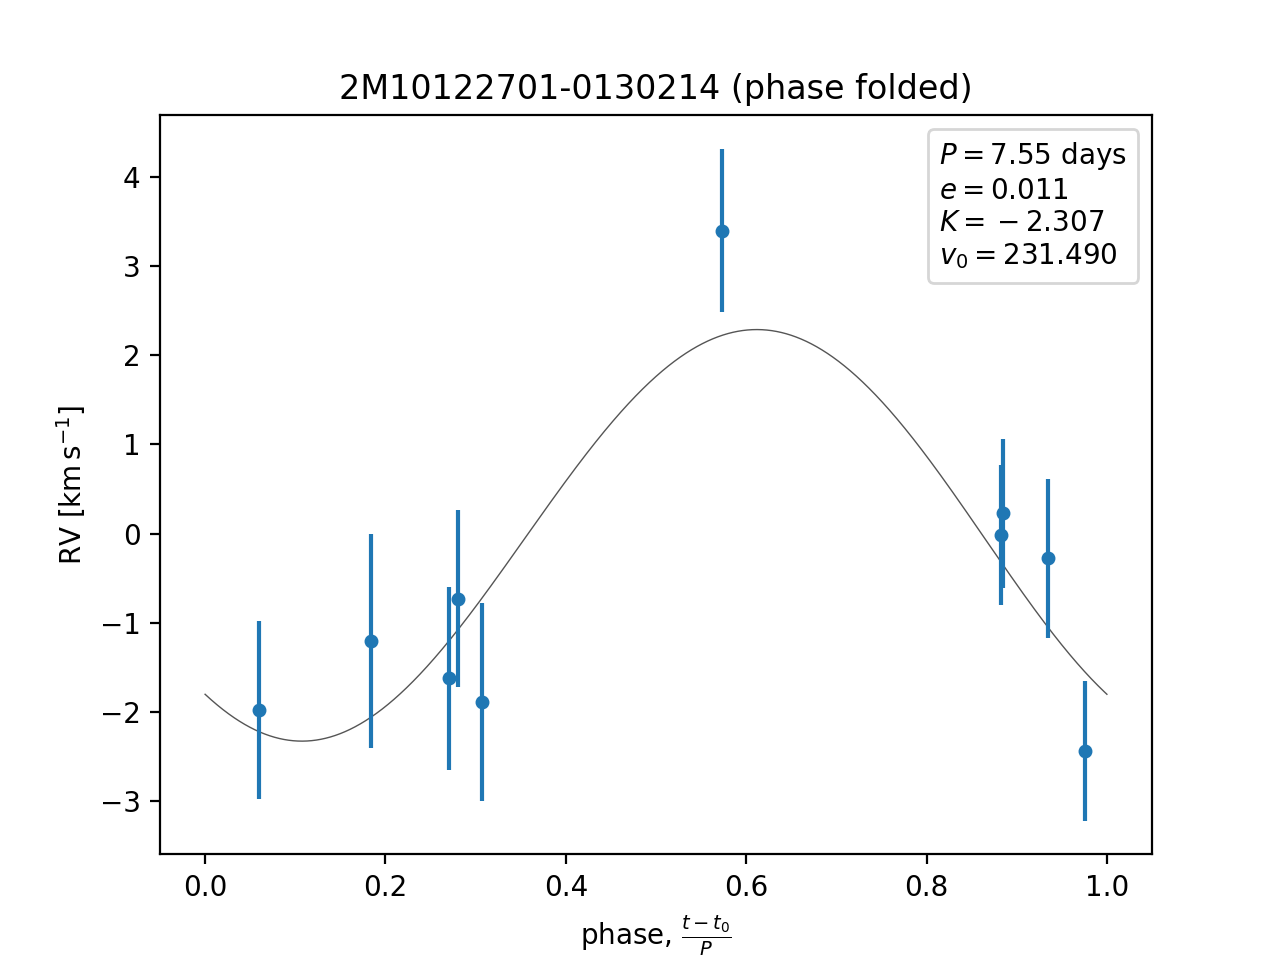 2M10122701-0130214 (phase folded)
P = 7.55 days
e = 0.011
K = −2.307
v₀ = 231.490
4
3
2
1
0
−1
−2
−3
RV [km s⁻¹]
0.0 0.2 0.4 0.6 0.8 1.0
phase, (t − t₀)/P